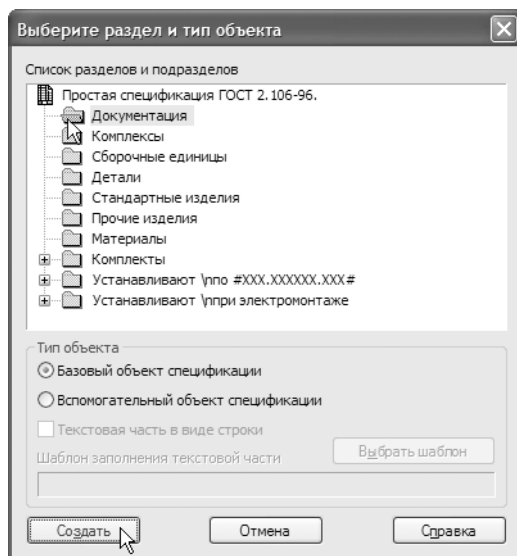 Выберите раздел и тип объекта
Список разделов и подразделов
Простая спецификация ГОСТ 2.106-96.
Документация
Комплексы
Сборочные единицы
Детали
Стандартные изделия
Прочие изделия
Материалы
Комплекты
Устанавливают \nпо #XXX.XXXXXX.XXX#
Устанавливают \nпри электромонтаже
Тип объекта
Базовый объект спецификации
Вспомогательный объект спецификации
Текстовая часть в виде строки
Шаблон заполнения текстовой части
Выбрать шаблон
Создать
Отмена
Справка